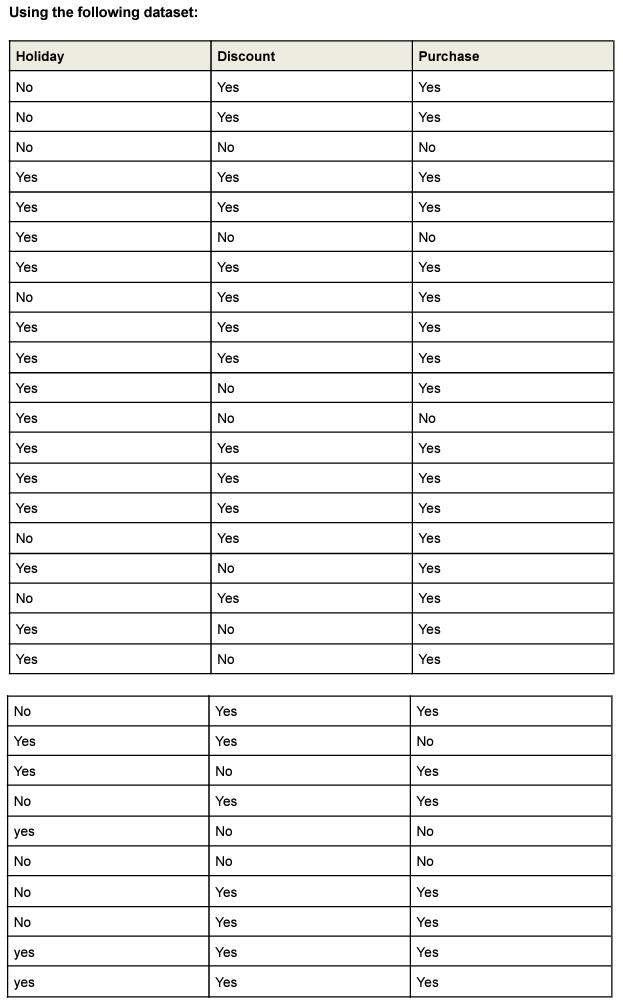 Using the following dataset:
Holiday Discount Purchase
No Yes Yes
No Yes Yes
No No No
Yes Yes Yes
Yes Yes Yes
Yes No No
Yes Yes Yes
No Yes Yes
Yes Yes Yes
Yes Yes Yes
Yes No Yes
Yes No No
Yes Yes Yes
Yes Yes Yes
Yes Yes Yes
No Yes Yes
Yes No Yes
No Yes Yes
Yes No Yes
Yes No Yes
No Yes Yes
Yes Yes No
Yes No Yes
No Yes Yes
yes No No
No No No
No Yes Yes
No Yes Yes
yes Yes Yes
yes Yes Yes